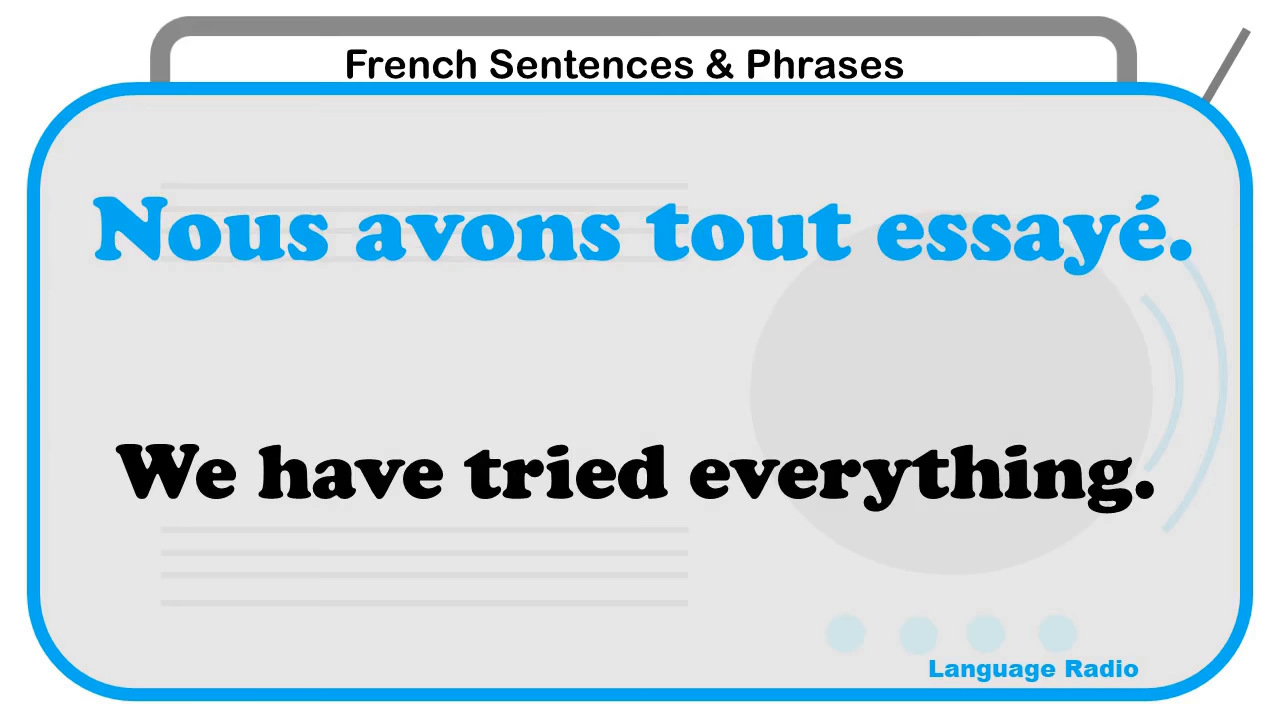 French Sentences & Phrases
Nous avons tout essayé.
We have tried everything.
Language Radio